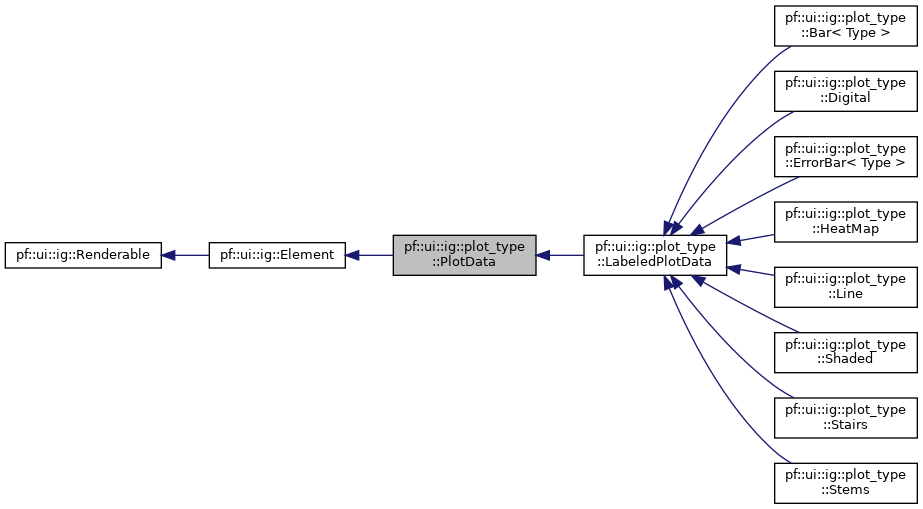 pf::ui::ig::Renderable
pf::ui::ig::Element
pf::ui::ig::plot_type
::PlotData
pf::ui::ig::plot_type
::LabeledPlotData
pf::ui::ig::plot_type
::Bar< Type >
pf::ui::ig::plot_type
::Digital
pf::ui::ig::plot_type
::ErrorBar< Type >
pf::ui::ig::plot_type
::HeatMap
pf::ui::ig::plot_type
::Line
pf::ui::ig::plot_type
::Shaded
pf::ui::ig::plot_type
::Stairs
pf::ui::ig::plot_type
::Stems